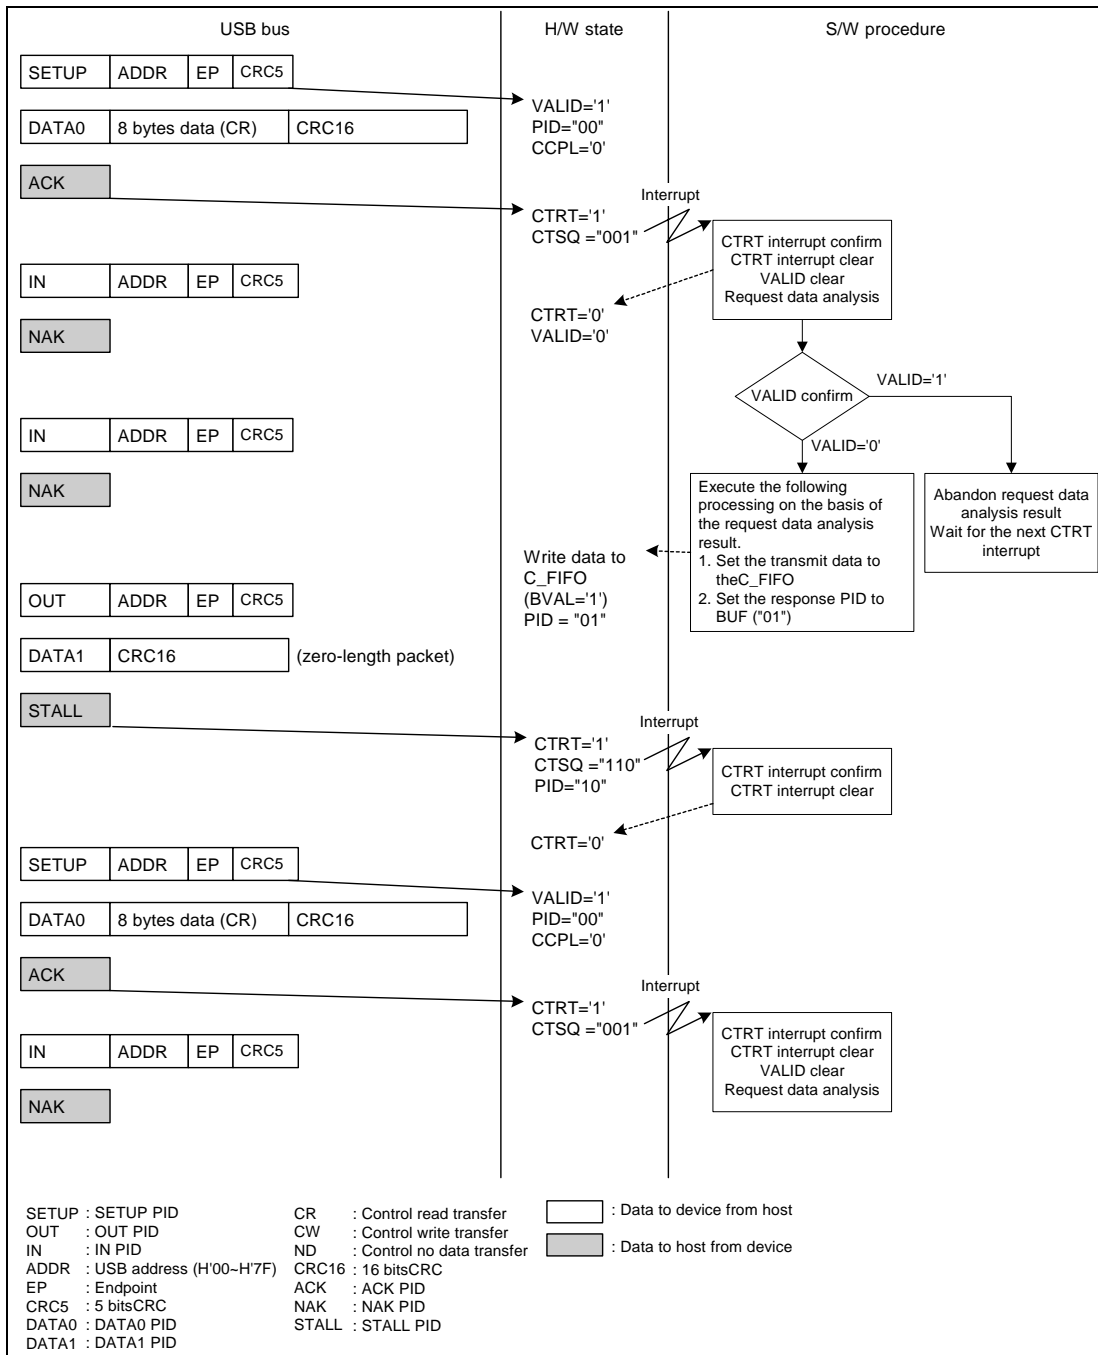 USB bus
H/W state
S/W procedure
SETUP ADDR EP CRC5
VALID='1'
PID="00"
CCPL='0'
DATA0 8 bytes data (CR) CRC16
ACK
Interrupt
CTRT='1'
CTSQ ="001"
CTRT interrupt confirm
CTRT interrupt clear
VALID clear
Request data analysis
IN ADDR EP CRC5
CTRT='0'
VALID='0'
NAK
VALID confirm
VALID='1'
VALID='0'
IN ADDR EP CRC5
NAK
Execute the following
processing on the basis of
the request data analysis
result.
1. Set the transmit data to
theC_FIFO
2. Set the response PID to
BUF ("01")
Abandon request data
analysis result
Wait for the next CTRT
interrupt
Write data to
C_FIFO
(BVAL='1')
PID = "01"
OUT ADDR EP CRC5
DATA1 CRC16 (zero-length packet)
STALL
Interrupt
CTRT='1'
CTSQ ="110"
PID="10"
CTRT interrupt confirm
CTRT interrupt clear
CTRT='0'
SETUP ADDR EP CRC5
VALID='1'
PID="00"
CCPL='0'
DATA0 8 bytes data (CR) CRC16
ACK
Interrupt
CTRT='1'
CTSQ ="001"
CTRT interrupt confirm
CTRT interrupt clear
VALID clear
Request data analysis
IN ADDR EP CRC5
NAK
SETUP : SETUP PID
OUT : OUT PID
IN : IN PID
ADDR : USB address (H'00~H'7F)
EP : Endpoint
CRC5 : 5 bitsCRC
DATA0 : DATA0 PID
DATA1 : DATA1 PID
CR : Control read transfer
CW : Control write transfer
ND : Control no data transfer
CRC16 : 16 bitsCRC
ACK : ACK PID
NAK : NAK PID
STALL : STALL PID
: Data to device from host
: Data to host from device